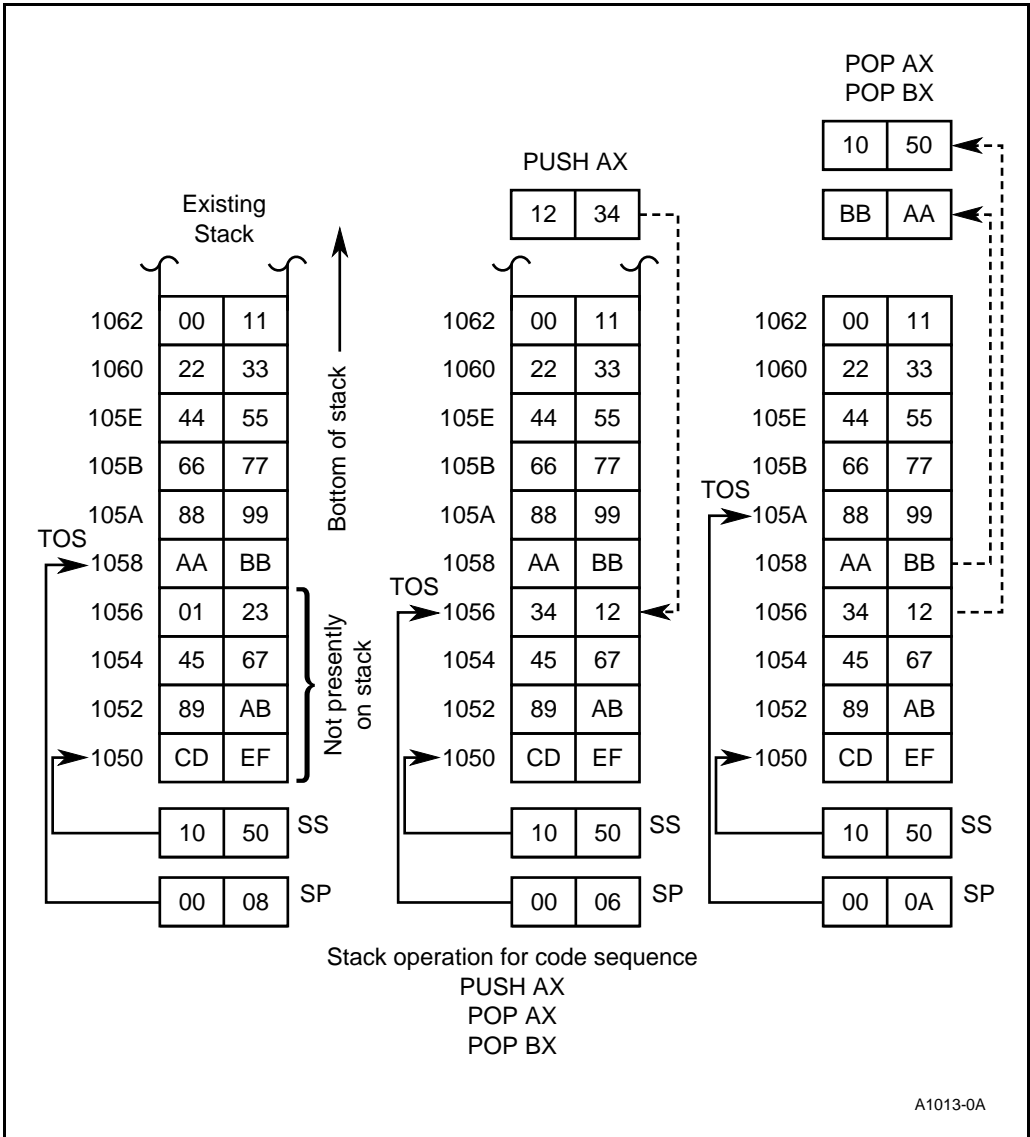 POP AX
POP BX
10 50
PUSH AX
12 34
BB AA
Existing
Stack
Bottom of stack
1062 00 11
1060 22 33
105E 44 55
105B 66 77
105A 88 99
TOS
1058 AA BB
1056 01 23
1054 45 67
1052 89 AB
1050 CD EF
Not presently
on stack
10 50 SS
00 08 SP
1062 00 11
1060 22 33
105E 44 55
105B 66 77
105A 88 99
1058 AA BB
TOS
1056 34 12
1054 45 67
1052 89 AB
1050 CD EF
10 50 SS
00 06 SP
1062 00 11
1060 22 33
105E 44 55
105B 66 77
TOS
105A 88 99
1058 AA BB
1056 34 12
1054 45 67
1052 89 AB
1050 CD EF
10 50 SS
00 0A SP
Stack operation for code sequence
PUSH AX
POP AX
POP BX
A1013-0A